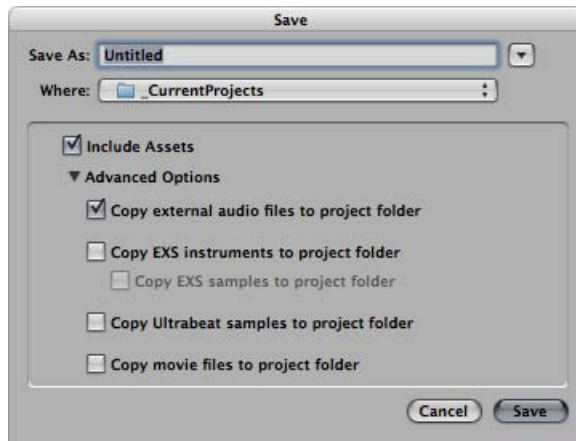 Save
Save As: Untitled
Where: _CurrentProjects
Include Assets
Advanced Options
Copy external audio files to project folder
Copy EXS instruments to project folder
Copy EXS samples to project folder
Copy Ultrabeat samples to project folder
Copy movie files to project folder
Cancel Save